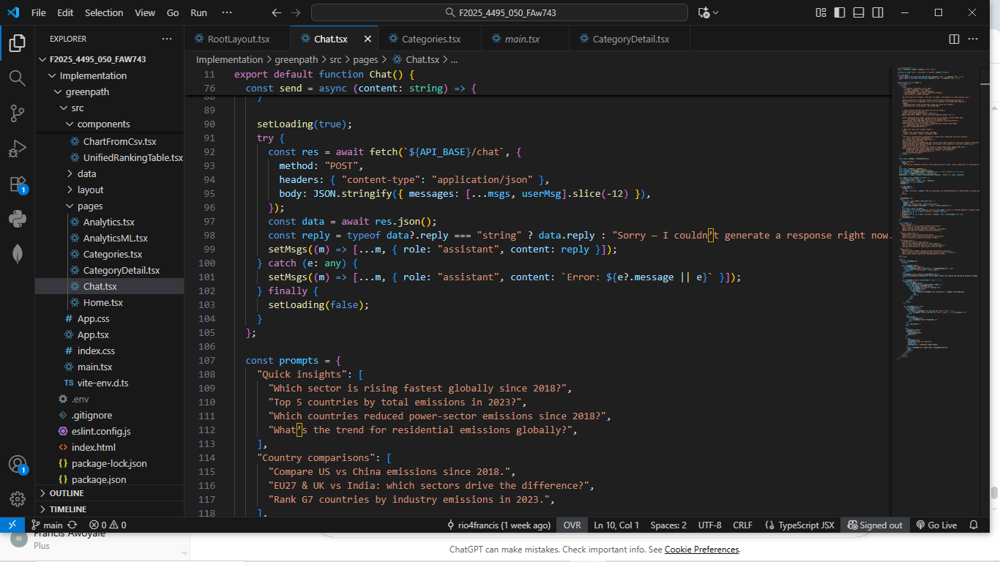 File Edit Selection View Go Run ··· F2025_4495_050_FAw743
EXPLORER ···
F2025_4495_050_FAW743
Implementation
greenpath
src
components
ChartFromCsv.tsx
UnifiedRankingTable.tsx
data
layout
pages
Analytics.tsx
AnalyticsML.tsx
Categories.tsx
CategoryDetail.tsx
Chat.tsx
Home.tsx
# App.css
App.tsx
# index.css
main.tsx
TS vite-env.d.ts
.env
.gitignore
eslint.config.js
<> index.html
{} package-lock.json
{} package.json
OUTLINE
TIMELINE
1
1
RootLayout.tsx Chat.tsx Categories.tsx main.tsx CategoryDetail.tsx
Implementation > greenpath > src > pages > Chat.tsx > ...
11 export default function Chat() {
76 const send = async (content: string) => {
88 }
89
90 setLoading(true);
91 try {
92 const res = await fetch(`${API_BASE}/chat`, {
93 method: "POST",
94 headers: { "content-type": "application/json" },
95 body: JSON.stringify({ messages: [...msgs, userMsg].slice(-12) }),
96 });
97 const data = await res.json();
98 const reply = typeof data?.reply === "string" ? data.reply : "Sorry — I couldn’t generate a response right now.
99 setMsgs((m) => [...m, { role: "assistant", content: reply }]);
100 } catch (e: any) {
101 setMsgs((m) => [...m, { role: "assistant", content: `Error: ${e?.message || e}` }]);
102 } finally {
103 setLoading(false);
104 }
105 };
106
107 const prompts = {
108 "Quick insights": [
109 "Which sector is rising fastest globally since 2018?",
110 "Top 5 countries by total emissions in 2023?",
111 "Which countries reduced power-sector emissions since 2018?",
112 "What’s the trend for residential emissions globally?",
113 ],
114 "Country comparisons": [
115 "Compare US vs China emissions since 2018.",
116 "EU27 & UK vs India: which sectors drive the difference?",
117 "Rank G7 countries by industry emissions in 2023.",
118 ],
main 0 0 rio4francis (1 week ago) OVR Ln 10, Col 1 Spaces: 2 UTF-8 CRLF {} TypeScript JSX Signed out Go Live
RI Francis Awoyale
Plus
ChatGPT can make mistakes. Check important info. See Cookie Preferences.